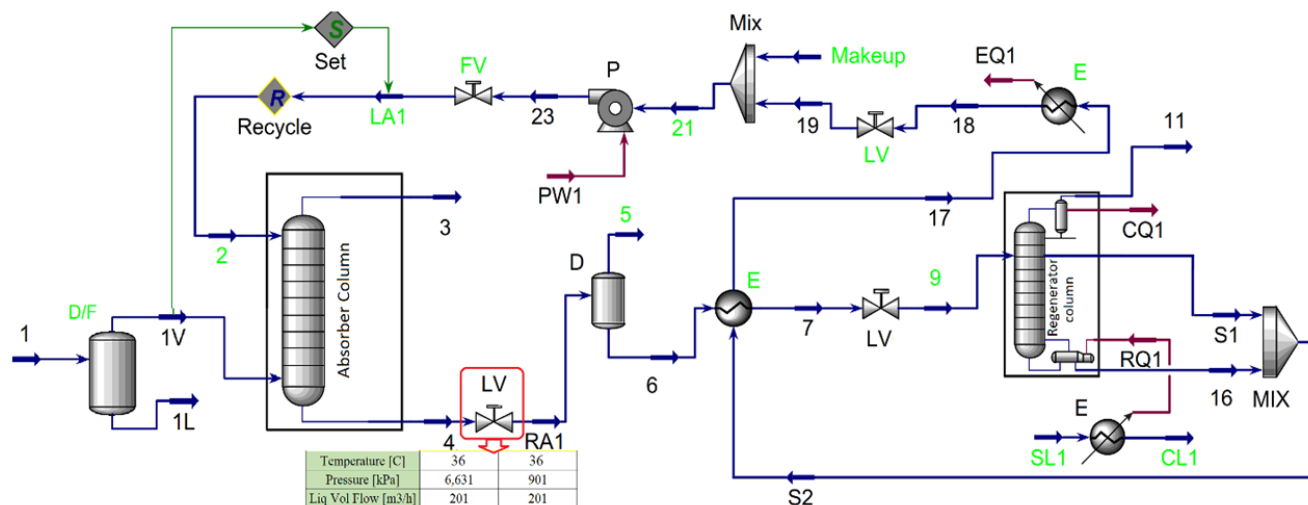 Mix
S
EQ1
E
Set
FV
P
Makeup
R
Recycle
LA1
23
21
19
LV
18
11
PW1
3
5
17
CQ1
2
Absorber Column
D
E
9
Regenerator
column
D/F
1
1V
7
LV
S1
LV
6
RQ1
16
MIX
1L
4
RA1
E
SL1
CL1
Temperature [C] 36 36
Pressure [kPa] 6,631 901
Liq Vol Flow [m3/h] 201 201
S2